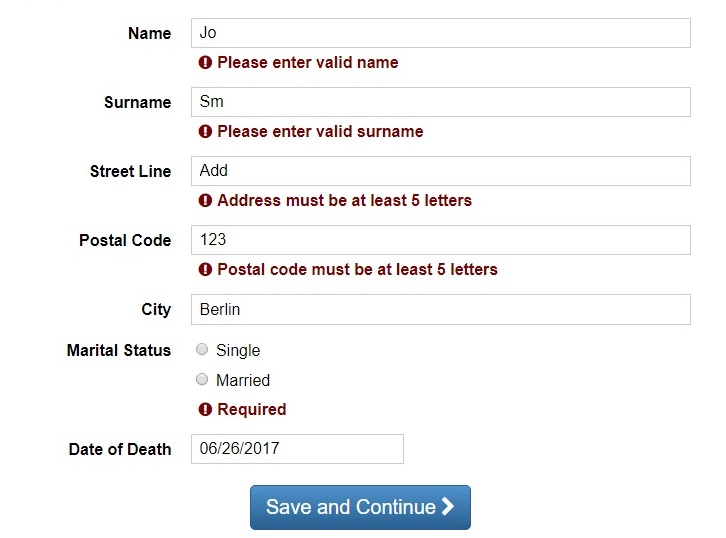 Name Jo
Please enter valid name
Surname Sm
Please enter valid surname
Street Line Add
Address must be at least 5 letters
Postal Code 123
Postal code must be at least 5 letters
City Berlin
Marital Status Single
Married
Required
Date of Death 06/26/2017
Save and Continue